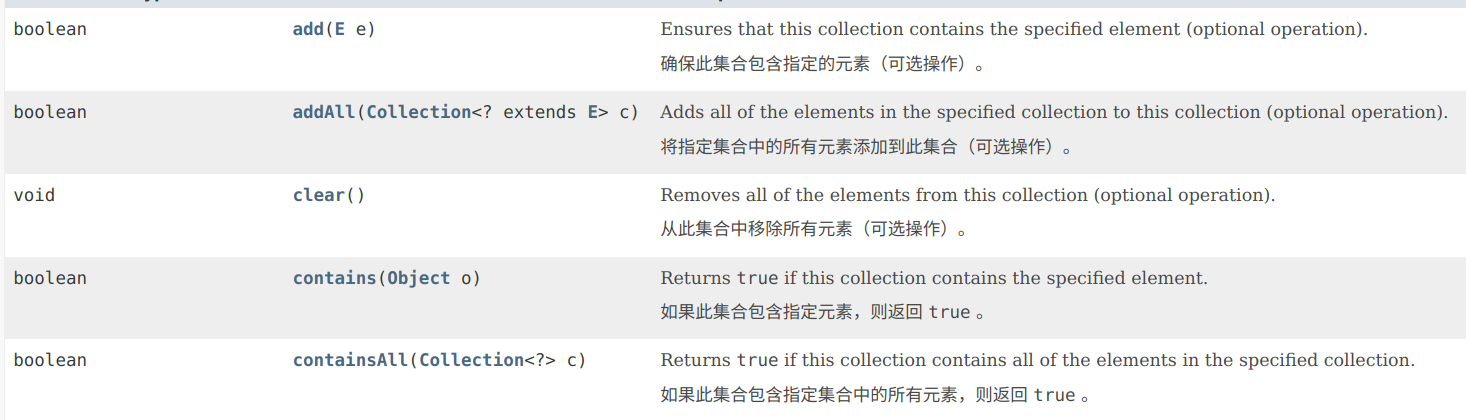 boolean add(E e) Ensures that this collection contains the specified element (optional operation).
确保此集合包含指定的元素（可选操作）。
boolean addAll(Collection<? extends E> c) Adds all of the elements in the specified collection to this collection (optional operation).
将指定集合中的所有元素添加到此集合（可选操作）。
void clear() Removes all of the elements from this collection (optional operation).
从此集合中移除所有元素（可选操作）。
boolean contains(Object o) Returns true if this collection contains the specified element.
如果此集合包含指定元素，则返回 true 。
boolean containsAll(Collection<?> c) Returns true if this collection contains all of the elements in the specified collection.
如果此集合包含指定集合中的所有元素，则返回 true 。